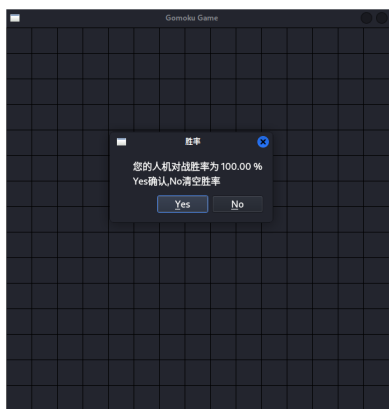 Gomoku Game
胜率
您的人机对战胜率为 100.00 %
Yes确认,No清空胜率
Yes No